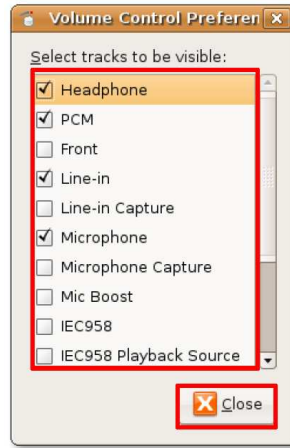 Volume Control Preferen
Select tracks to be visible:
Headphone
PCM
Front
Line-in
Line-in Capture
Microphone
Microphone Capture
Mic Boost
IEC958
IEC958 Playback Source
Close